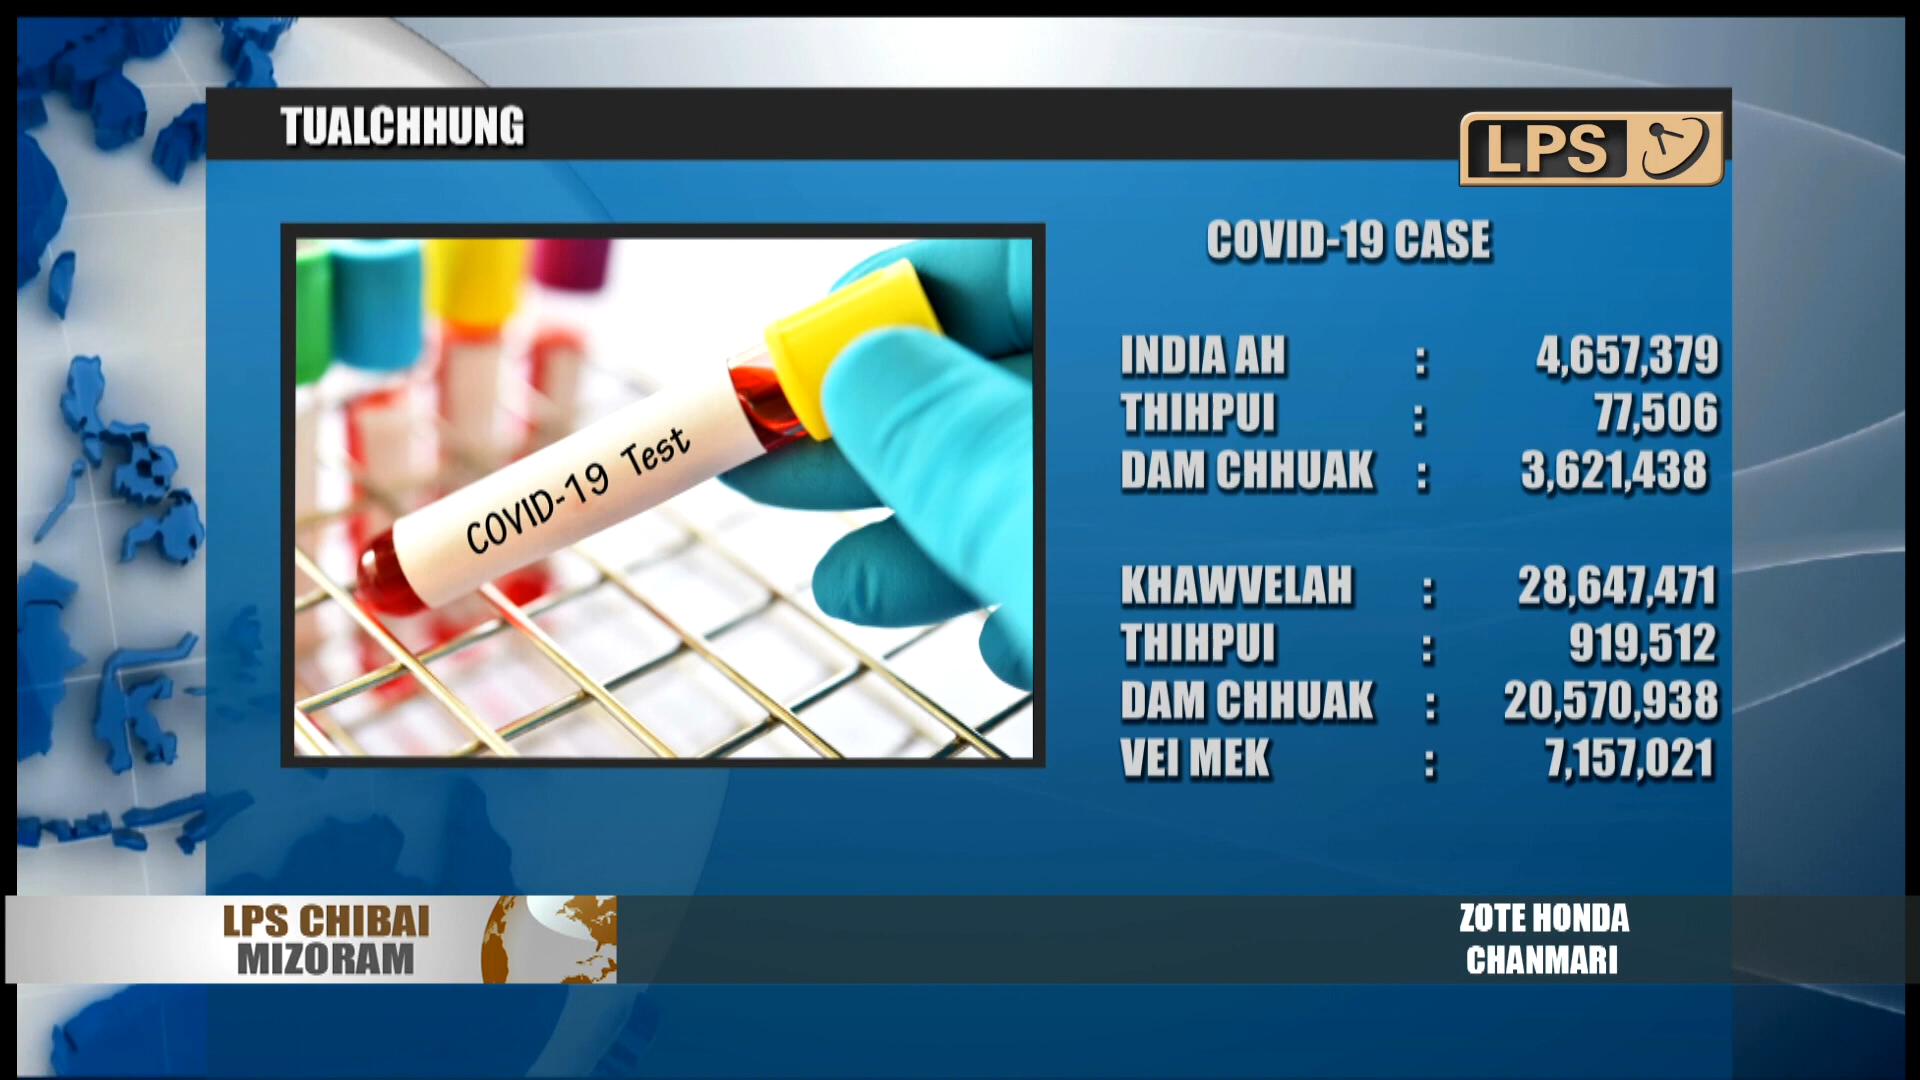 TUALCHHUNG
LPS
COVID-19 Test
COVID-19 CASE
INDIA AH : 4,657,379
THIHPUI : 77,506
DAM CHHUAK : 3,621,438
KHAWVELAH : 28,647,471
THIHPUI : 919,512
DAM CHHUAK : 20,570,938
VEI MEK : 7,157,021
LPS CHIBAI
MIZORAM
ZOTE HONDA
CHANMARI